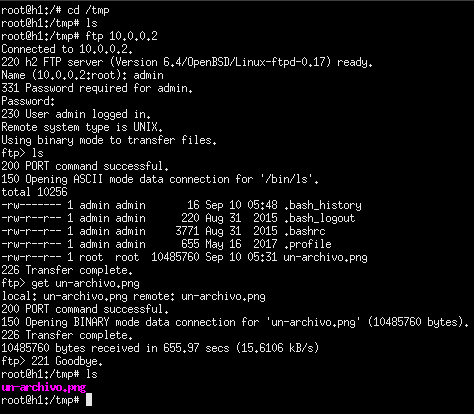 root@h1:/# cd /tmp
root@h1:/tmp# ls
root@h1:/tmp# ftp 10.0.0.2
Connected to 10.0.0.2.
220 h2 FTP server (Version 6.4/OpenBSD/Linux-ftpd-0.17) ready.
Name (10.0.0.2:root): admin
331 Password required for admin.
Password:
230 User admin logged in.
Remote system type is UNIX.
Using binary mode to transfer files.
ftp> ls
200 PORT command successful.
150 Opening ASCII mode data connection for '/bin/ls'.
total 10256
-rw------- 1 admin admin       16 Sep 10 05:48 .bash_history
-rw-r--r-- 1 admin admin      220 Aug 31  2015 .bash_logout
-rw-r--r-- 1 admin admin     3771 Aug 31  2015 .bashrc
-rw-r--r-- 1 admin admin      655 May 16  2017 .profile
-rw-r--r-- 1 root  root  10485760 Sep 10 05:31 un-archivo.png
226 Transfer complete.
ftp> get un-archivo.png
local: un-archivo.png remote: un-archivo.png
200 PORT command successful.
150 Opening BINARY mode data connection for 'un-archivo.png' (10485760 bytes).
226 Transfer complete.
10485760 bytes received in 655.97 secs (15.6106 kB/s)
ftp> 221 Goodbye.
root@h1:/tmp# ls
un-archivo.png
root@h1:/tmp#